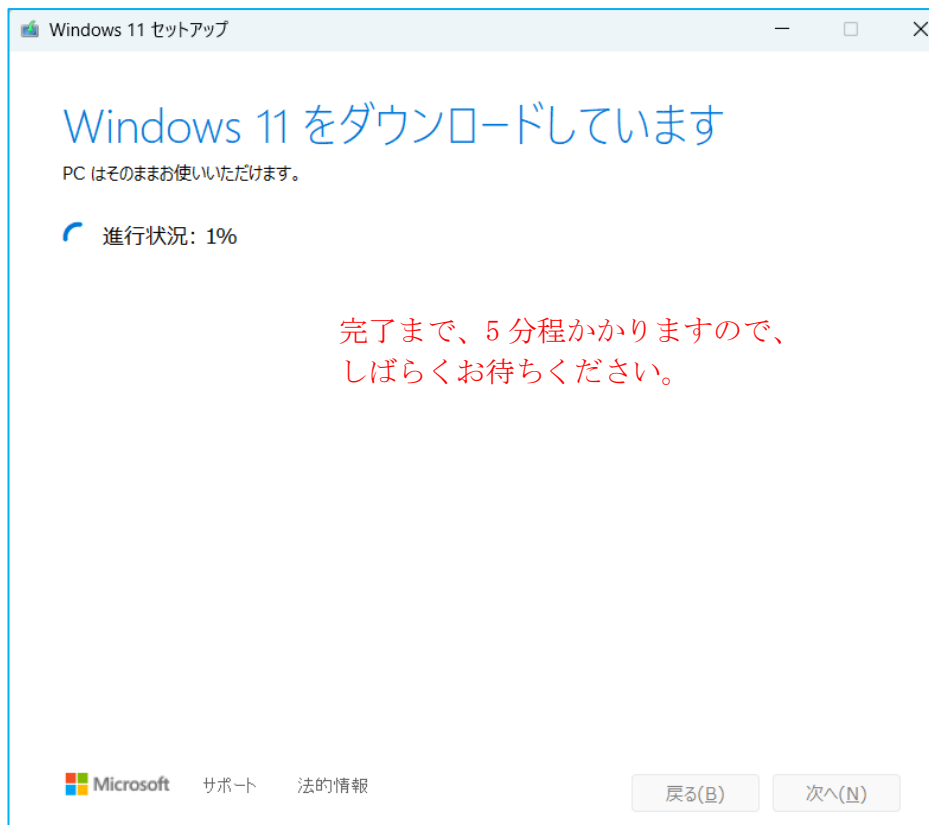 Windows 11 セットアップ
Windows 11 をダウンロードしています
PC はそのままお使いいただけます。
進行状況: 1%
完了まで、5 分程かかりますので、
しばらくお待ちください。
Microsoft サポート 法的情報 戻る(B) 次へ(N)